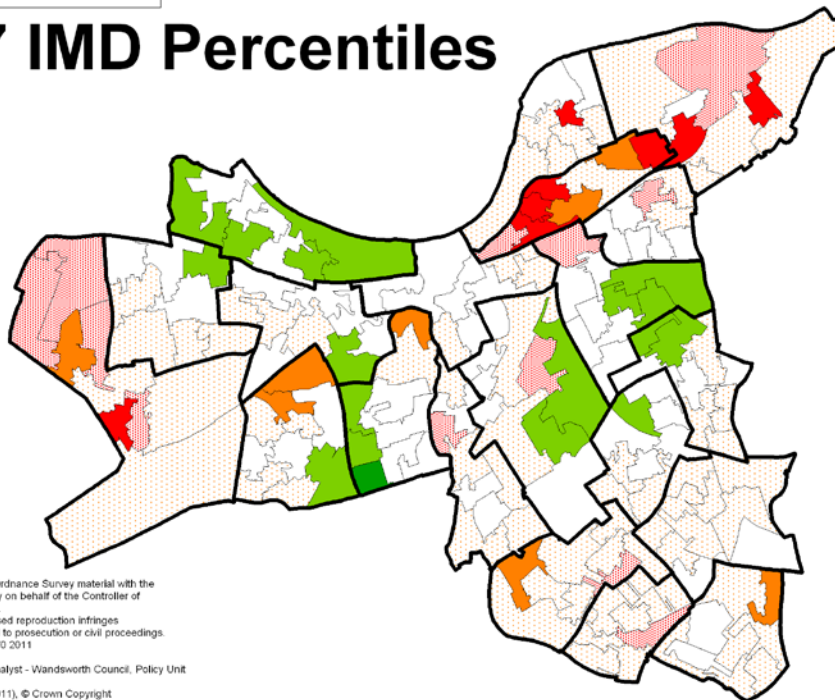 IMD Percentiles
rdnance Survey material with the
on behalf of the Controller of
sed reproduction infringes
to prosecution or civil proceedings.
0 2011
alyst - Wandsworth Council, Policy Unit
11), © Crown Copyright